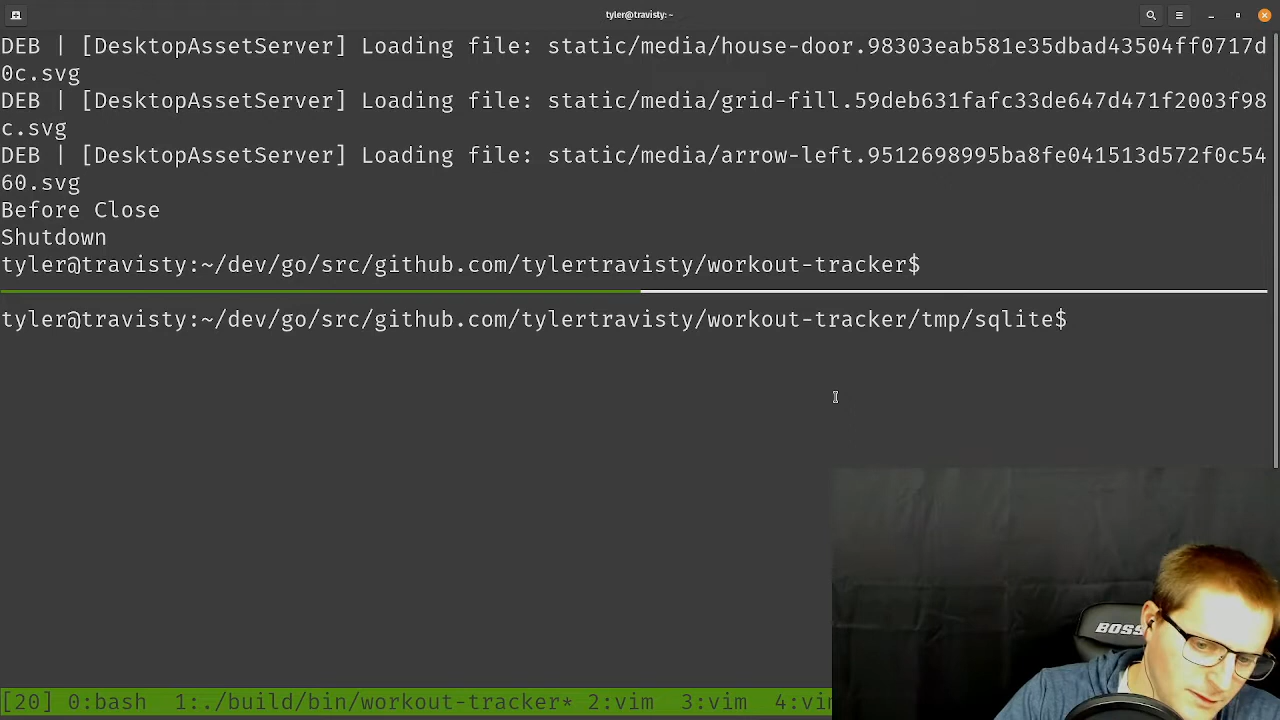 tyler@travisty: ~
DEB | [DesktopAssetServer] Loading file: static/media/house-door.98303eab581e35dbad43504ff0717d
0c.svg
DEB | [DesktopAssetServer] Loading file: static/media/grid-fill.59deb631fafc33de647d471f2003f98
c.svg
DEB | [DesktopAssetServer] Loading file: static/media/arrow-left.9512698995ba8fe041513d572f0c54
60.svg
Before Close
Shutdown
tyler@travisty:~/dev/go/src/github.com/tylertravisty/workout-tracker$
tyler@travisty:~/dev/go/src/github.com/tylertravisty/workout-tracker/tmp/sqlite$
BOSS
[20] 0:bash 1:./build/bin/workout-tracker* 2:vim 3:vim 4:vim